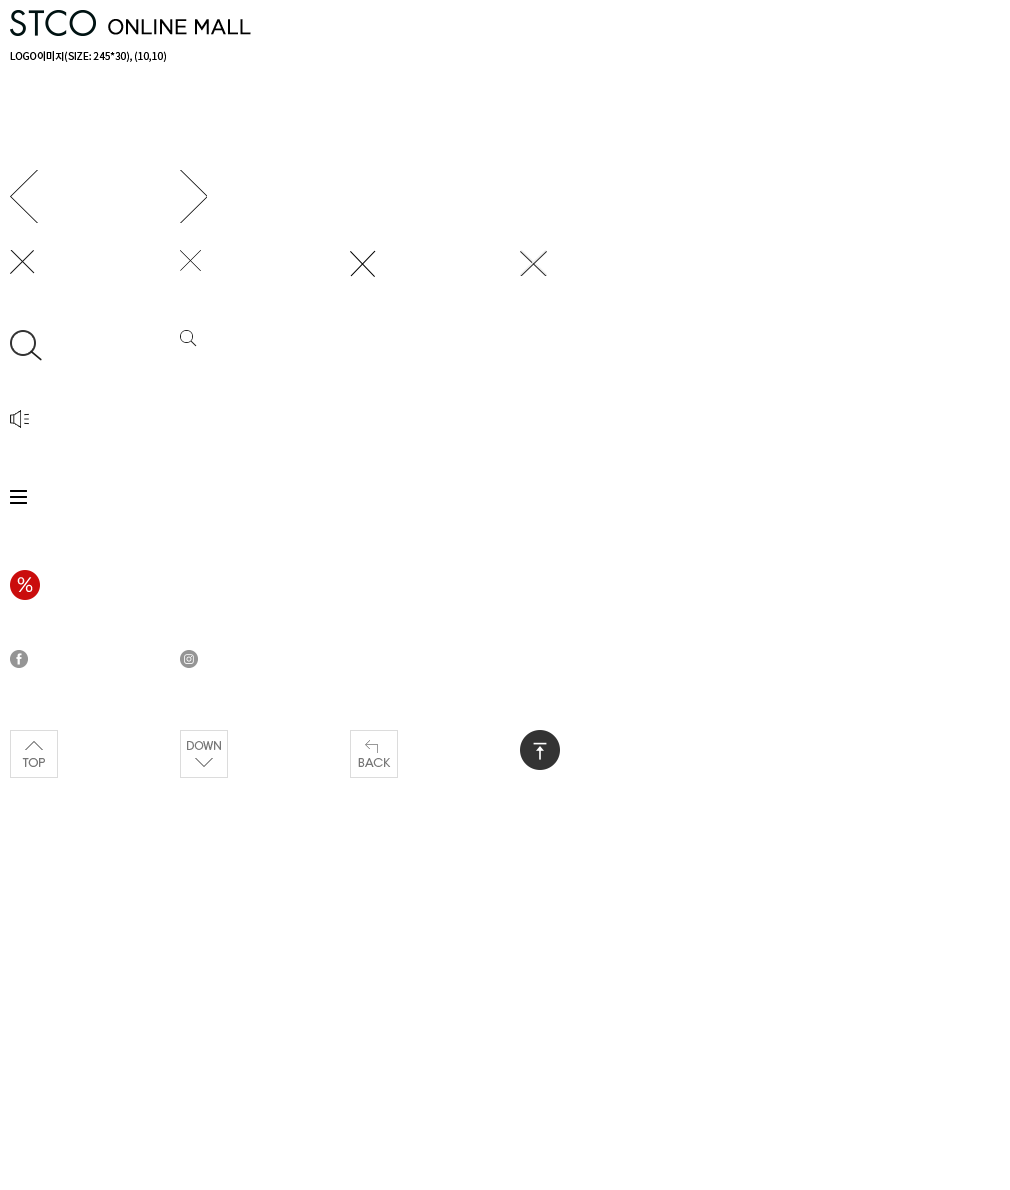 STCO ONLINE MALL
LOGO이미지(SIZE: 245*30), (10,10)
%
f
TOP
DOWN
BACK